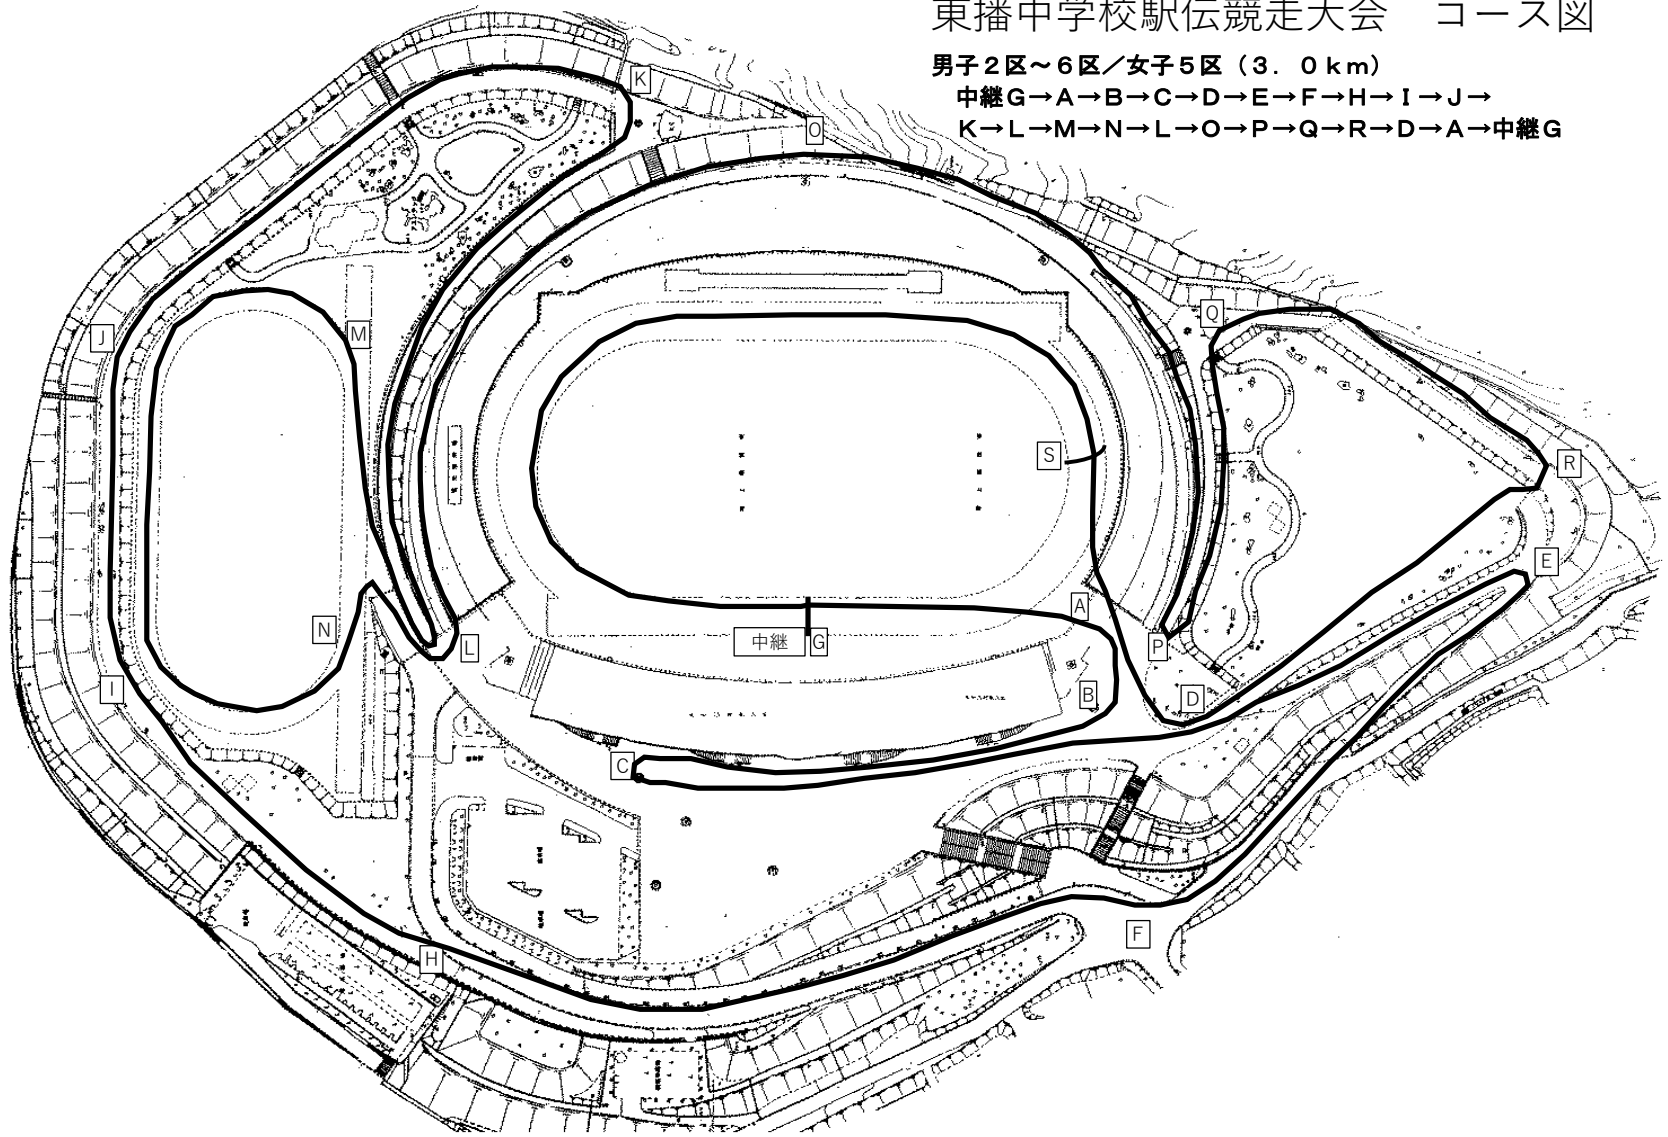 東播中学校駅伝競走大会　コース図
男子２区～６区／女子５区（３．０ｋｍ）
中継Ｇ→Ａ→Ｂ→Ｃ→Ｄ→Ｅ→Ｆ→Ｈ→Ｉ→Ｊ→
Ｋ→Ｌ→Ｍ→Ｎ→Ｌ→Ｏ→Ｐ→Ｑ→Ｒ→Ｄ→Ａ→中継Ｇ
K
O
Q
M
J
S
R
E
A
N
中継
G
L
P
I
B
D
C
F
H